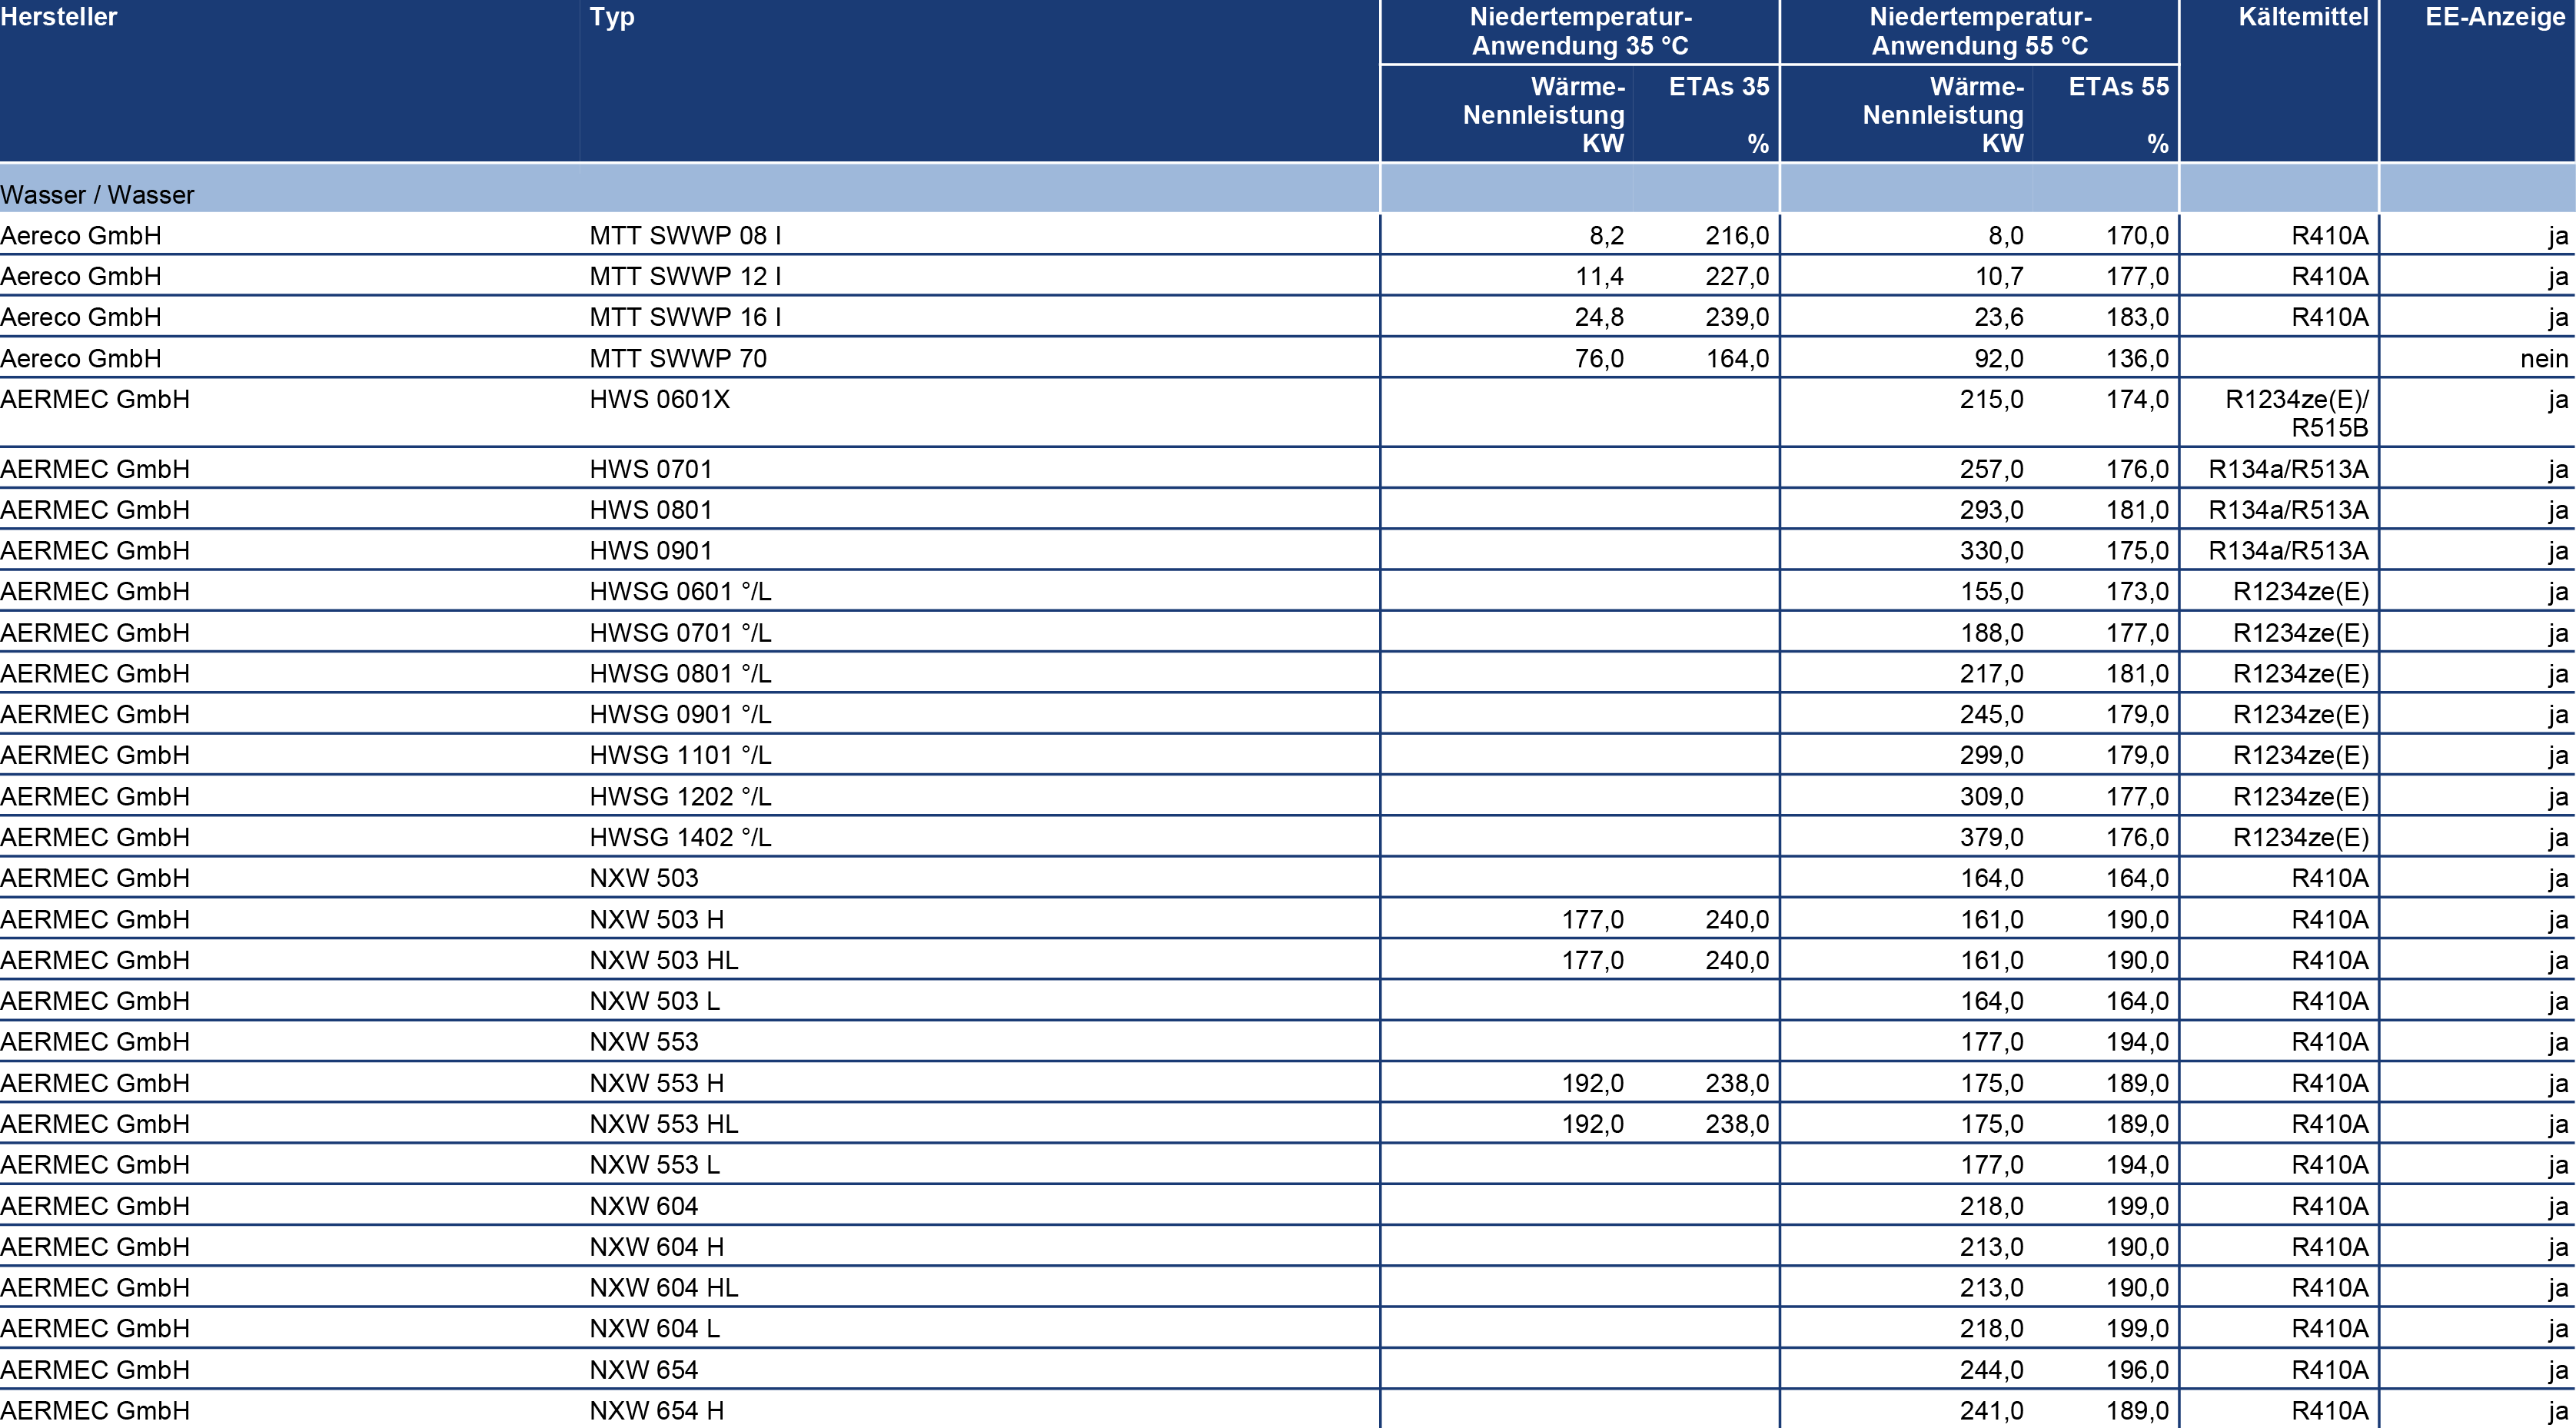 Hersteller Typ Niedertemperatur- Niedertemperatur- Kältemittel EE-Anzeige
Anwendung 35 °C Anwendung 55 °C
Wärme- ETAs 35 Wärme- ETAs 55
Nennleistung Nennleistung
KW % KW %
Wasser / Wasser
Aereco GmbH MTT SWWP 08 I 8,2 216,0 8,0 170,0 R410A ja
Aereco GmbH MTT SWWP 12 I 11,4 227,0 10,7 177,0 R410A ja
Aereco GmbH MTT SWWP 16 I 24,8 239,0 23,6 183,0 R410A ja
Aereco GmbH MTT SWWP 70 76,0 164,0 92,0 136,0 nein
AERMEC GmbH HWS 0601X 215,0 174,0 R1234ze(E)/ ja
R515B
AERMEC GmbH HWS 0701 257,0 176,0 R134a/R513A ja
AERMEC GmbH HWS 0801 293,0 181,0 R134a/R513A ja
AERMEC GmbH HWS 0901 330,0 175,0 R134a/R513A ja
AERMEC GmbH HWSG 0601 °/L 155,0 173,0 R1234ze(E) ja
AERMEC GmbH HWSG 0701 °/L 188,0 177,0 R1234ze(E) ja
AERMEC GmbH HWSG 0801 °/L 217,0 181,0 R1234ze(E) ja
AERMEC GmbH HWSG 0901 °/L 245,0 179,0 R1234ze(E) ja
AERMEC GmbH HWSG 1101 °/L 299,0 179,0 R1234ze(E) ja
AERMEC GmbH HWSG 1202 °/L 309,0 177,0 R1234ze(E) ja
AERMEC GmbH HWSG 1402 °/L 379,0 176,0 R1234ze(E) ja
AERMEC GmbH NXW 503 164,0 164,0 R410A ja
AERMEC GmbH NXW 503 H 177,0 240,0 161,0 190,0 R410A ja
AERMEC GmbH NXW 503 HL 177,0 240,0 161,0 190,0 R410A ja
AERMEC GmbH NXW 503 L 164,0 164,0 R410A ja
AERMEC GmbH NXW 553 177,0 194,0 R410A ja
AERMEC GmbH NXW 553 H 192,0 238,0 175,0 189,0 R410A ja
AERMEC GmbH NXW 553 HL 192,0 238,0 175,0 189,0 R410A ja
AERMEC GmbH NXW 553 L 177,0 194,0 R410A ja
AERMEC GmbH NXW 604 218,0 199,0 R410A ja
AERMEC GmbH NXW 604 H 213,0 190,0 R410A ja
AERMEC GmbH NXW 604 HL 213,0 190,0 R410A ja
AERMEC GmbH NXW 604 L 218,0 199,0 R410A ja
AERMEC GmbH NXW 654 244,0 196,0 R410A ja
AERMEC GmbH NXW 654 H 241,0 189,0 R410A ja